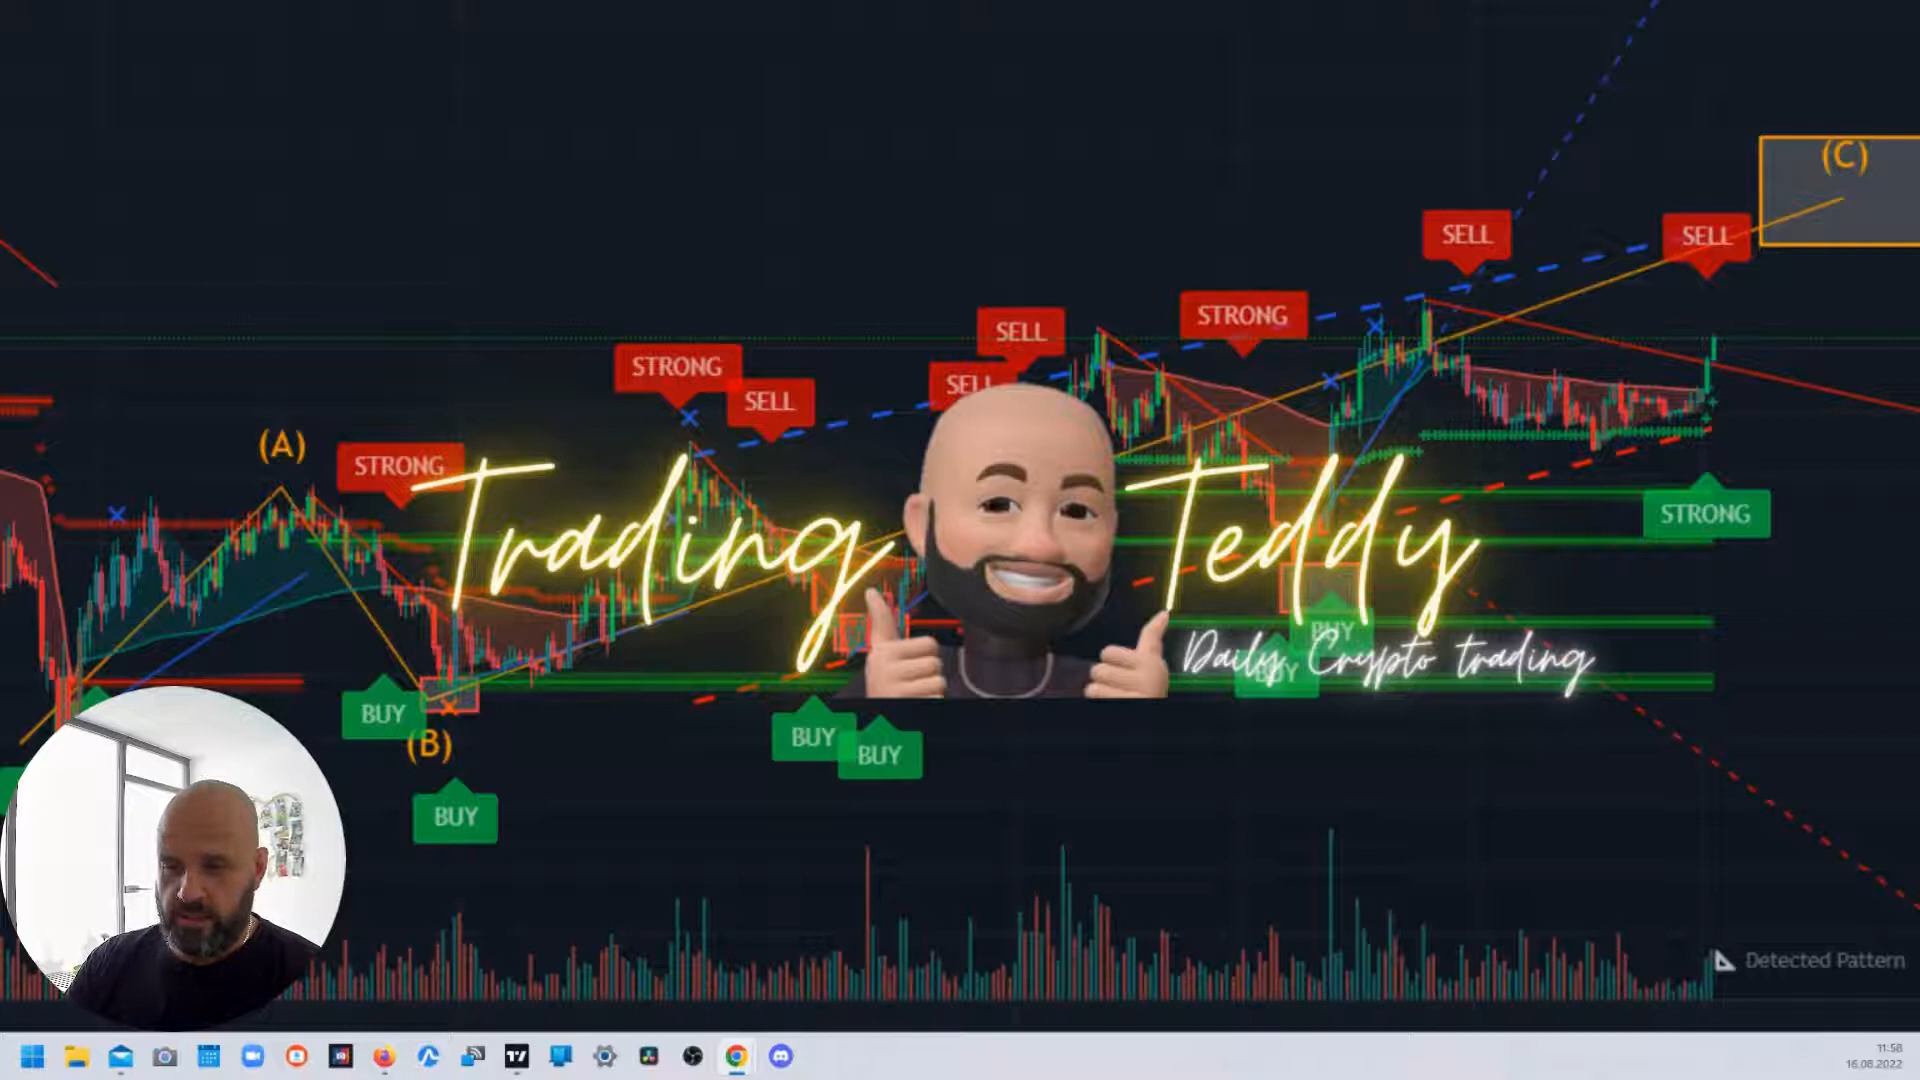 (C)
SELL
SELL
STRONG
SELL
STRONG
SELL
SELL
(A)
STRONG
Trading Teddy
STRONG
Daily Crypto trading
BUY
BUY
BUY
(B)
BUY
BUY
BUY
Detected Pattern
11:58
16.08.2022